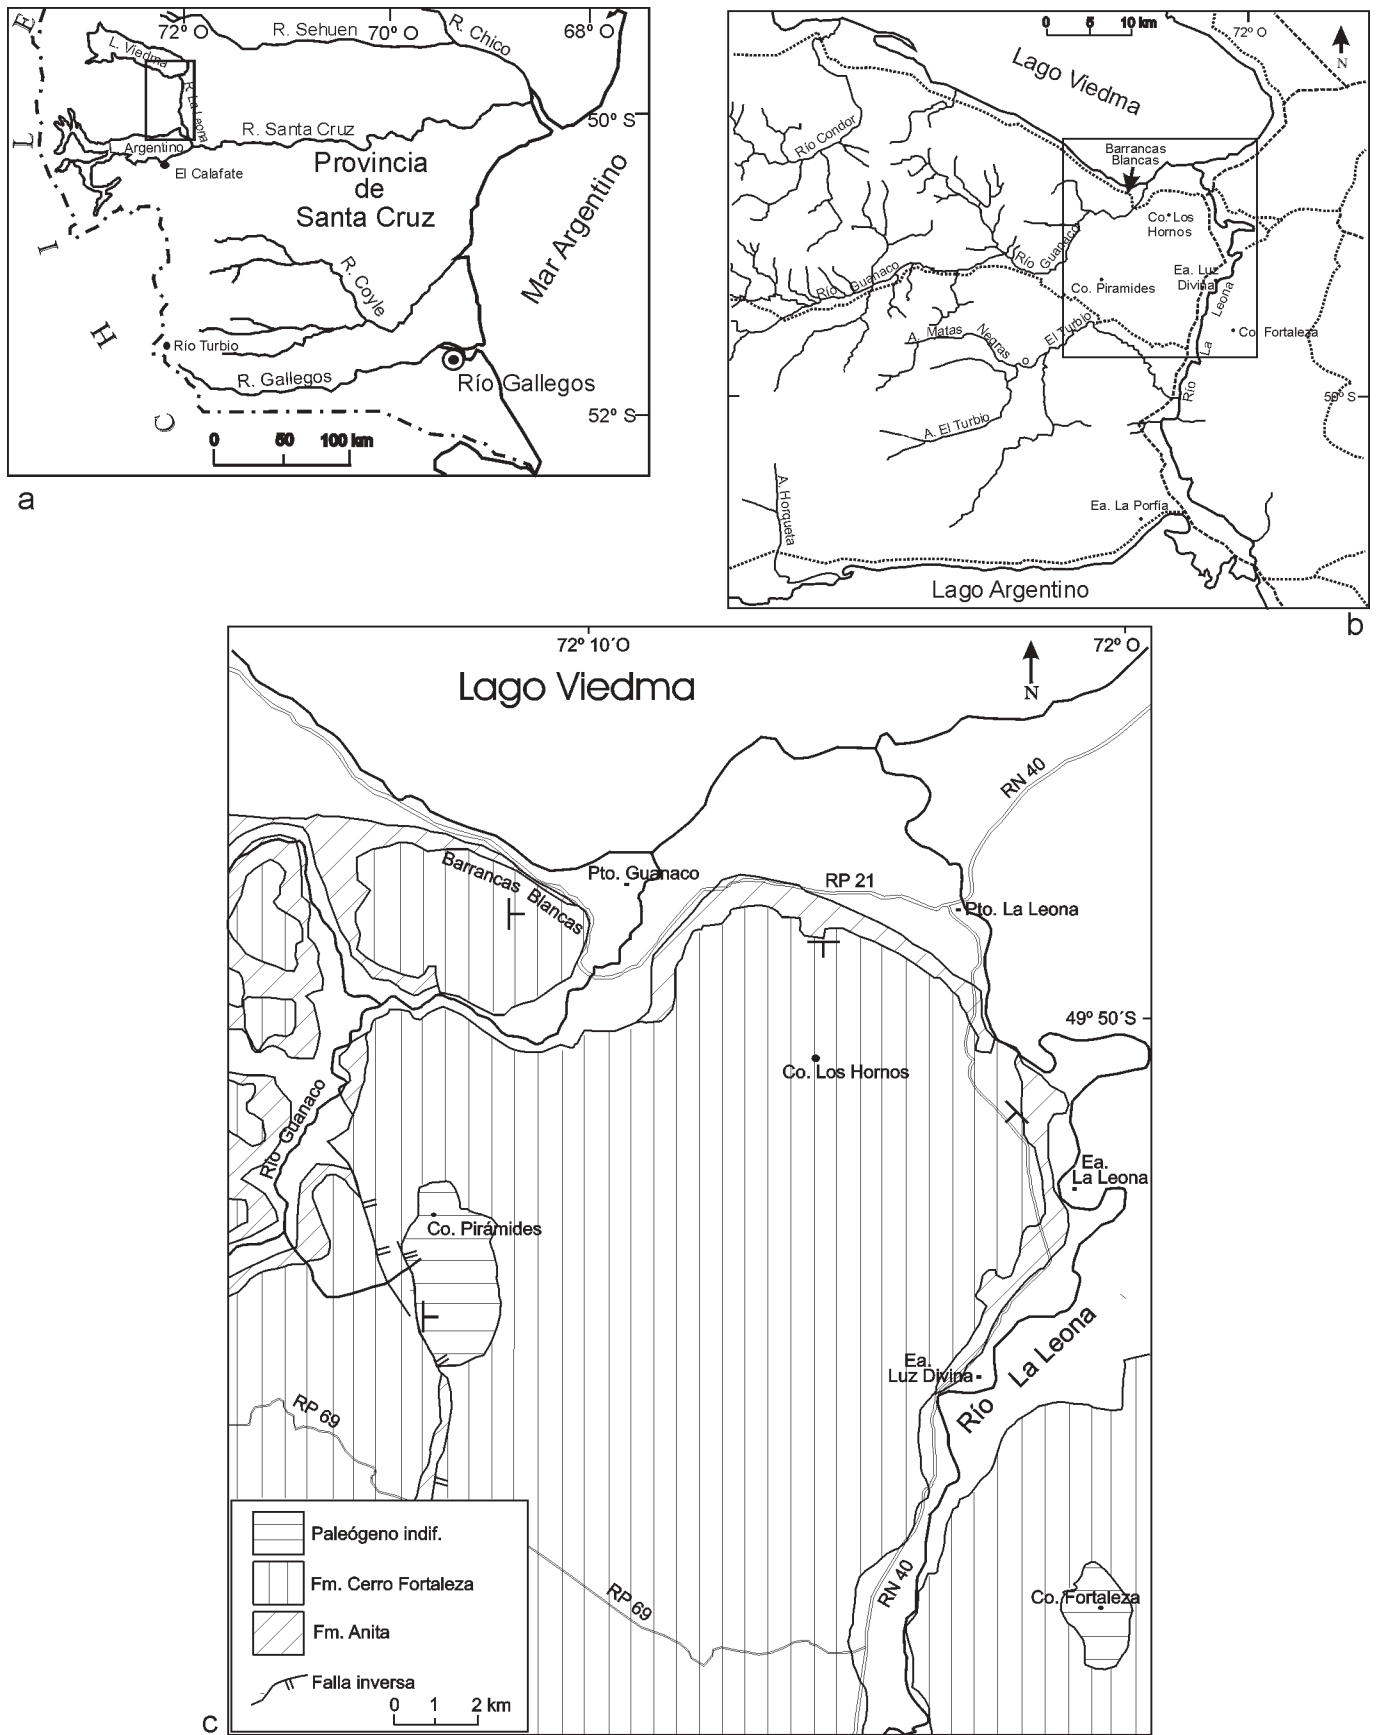 72º O
R. Sehuen
70º O
R. Chico
68º O
L. Viedma
R. La Leona
50º S
R. Santa Cruz
L. Argentino
El Calafate
Provincia
de
Santa Cruz
Mar Argentino
C H I L E
R. Coyle
Río Turbio
R. Gallegos
Río Gallegos
52º S
0 50 100 km
a
0 5 10 km
72º O
N
Lago Viedma
Río Condor
Barrancas
Blancas
Co. Los
Hornos
Río Guanaco
Río Guanaco
Ea. Luz
Divina
Co. Piramides
Río La Leona
Co. Fortaleza
A. Matas Negras
El Turbio
50º S
A. El Turbio
A. Horqueta
Ea. La Porfía
Lago Argentino
b
72º 10´O
72º O
N
Lago Viedma
RN 40
Barrancas Blancas
Pto. Guanaco
RP 21
Pto. La Leona
49º 50´S
Co. Los Hornos
Río Guanaco
Ea.
La Leona
Co. Pirámides
Río La Leona
Ea.
Luz Divina
RP 69
Paleógeno indif.
Fm. Cerro Fortaleza
Fm. Anita
Falla inversa
0 1 2 km
RP 69
RN 40
Co. Fortaleza
c